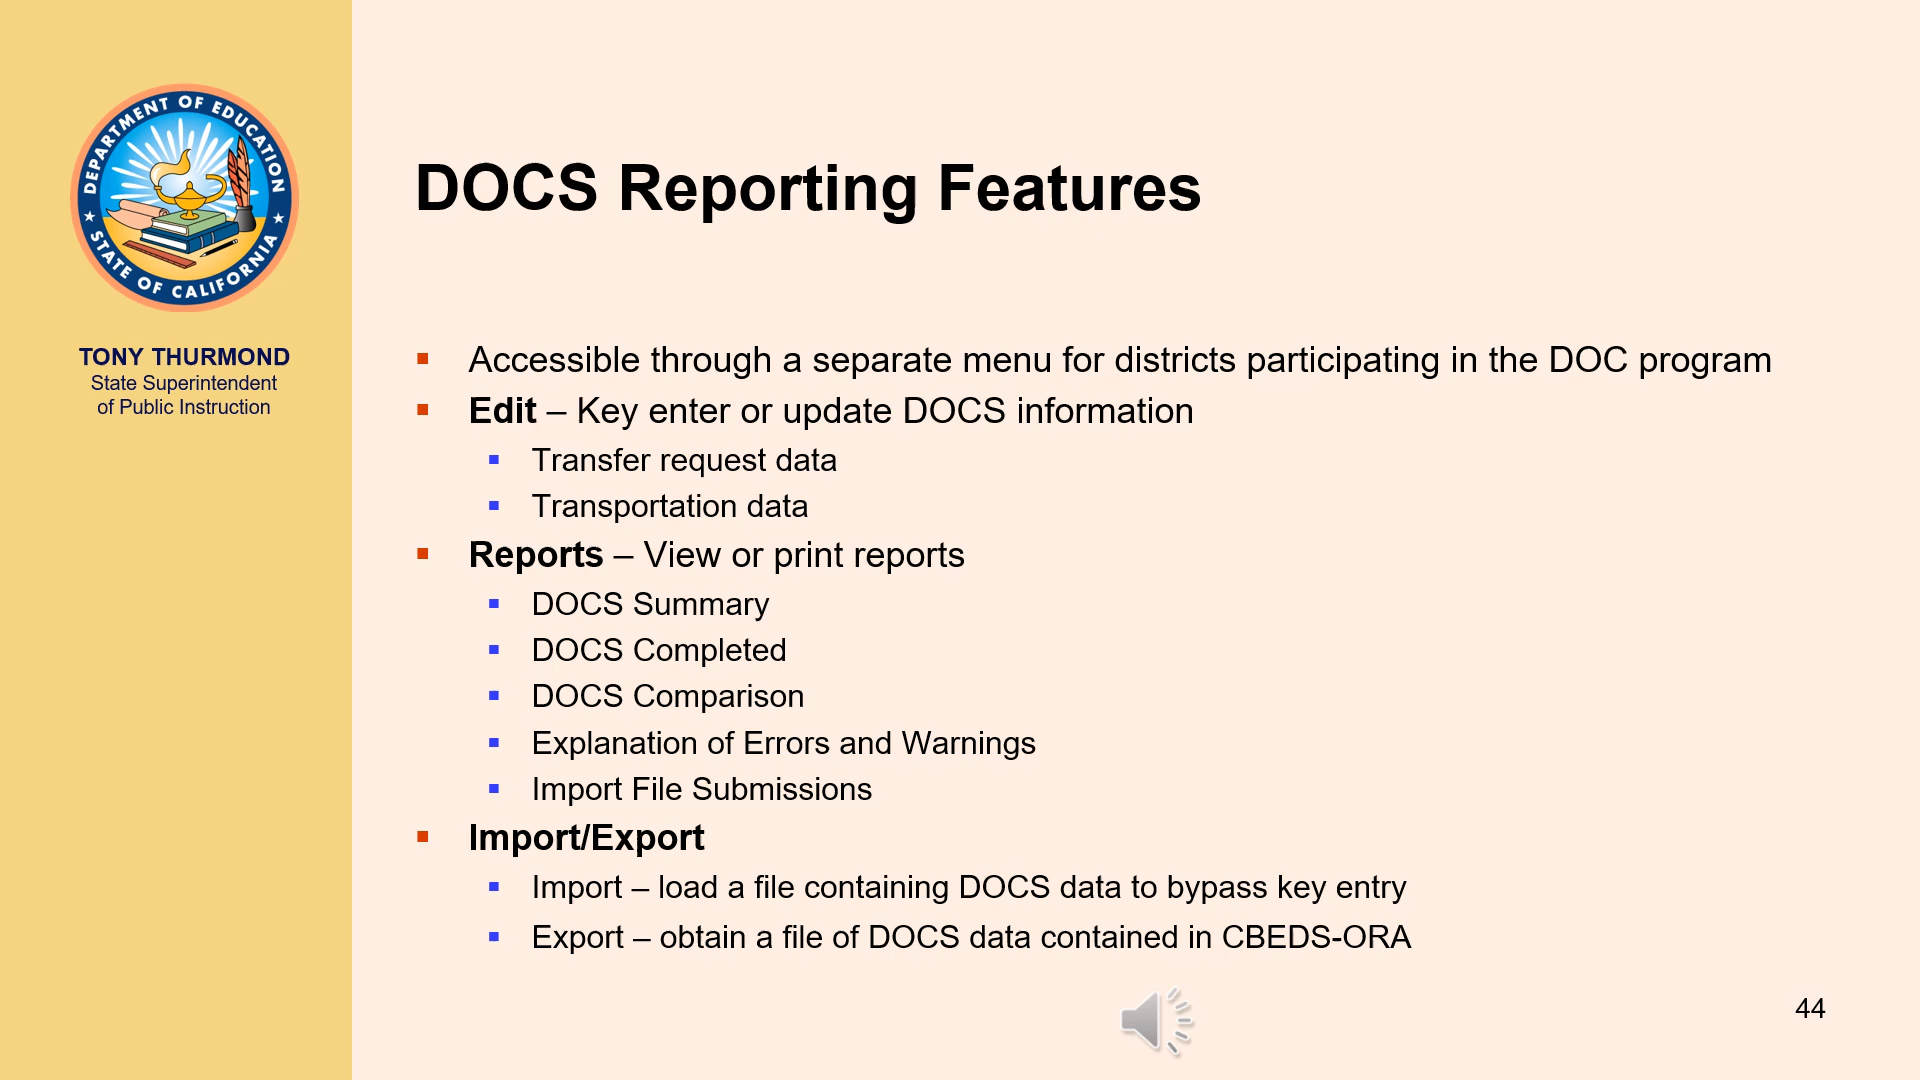 DEPARTMENT OF EDUCATION
STATE OF CALIFORNIA
TONY THURMOND
State Superintendent
of Public Instruction
DOCS Reporting Features
Accessible through a separate menu for districts participating in the DOC program
Edit – Key enter or update DOCS information
Transfer request data
Transportation data
Reports – View or print reports
DOCS Summary
DOCS Completed
DOCS Comparison
Explanation of Errors and Warnings
Import File Submissions
Import/Export
Import – load a file containing DOCS data to bypass key entry
Export – obtain a file of DOCS data contained in CBEDS-ORA
44